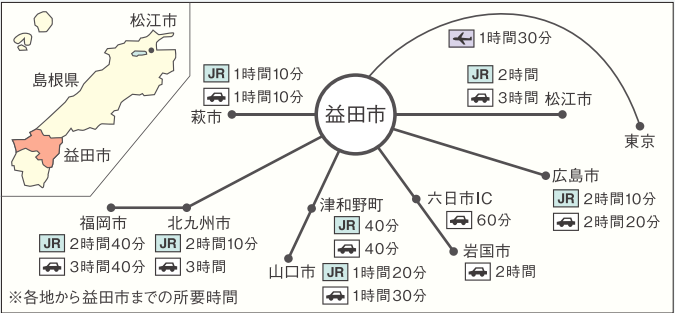 松江市
島根県
益田市
1時間30分
JR 1時間10分
1時間10分
萩市
益田市
JR 2時間
3時間
松江市
東京
広島市
JR 2時間10分
2時間20分
六日市IC
60分
岩国市
2時間
津和野町
JR 40分
40分
山口市
JR 1時間20分
1時間30分
北九州市
JR 2時間10分
3時間
福岡市
JR 2時間40分
3時間40分
※各地から益田市までの所要時間